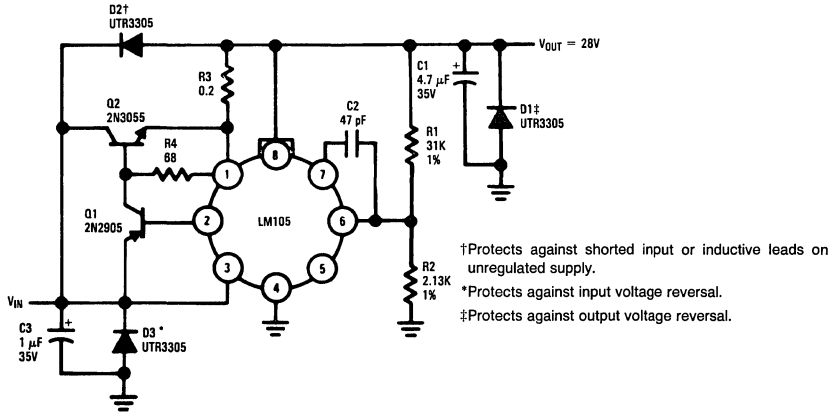 D2†
UTR3305
VOUT = 28V
R3
0.2
C1
4.7 µF
35V
+
D1‡
UTR3305
Q2
2N3055
C2
47 pF
R4
68
R1
31K
1%
8
1
7
Q1
2N2905
2
LM105
6
3
5
4
R2
2.13K
1%
†Protects against shorted input or inductive leads on
unregulated supply.
*Protects against input voltage reversal.
‡Protects against output voltage reversal.
VIN
C3
1 µF
35V
+
D3 *
UTR3305